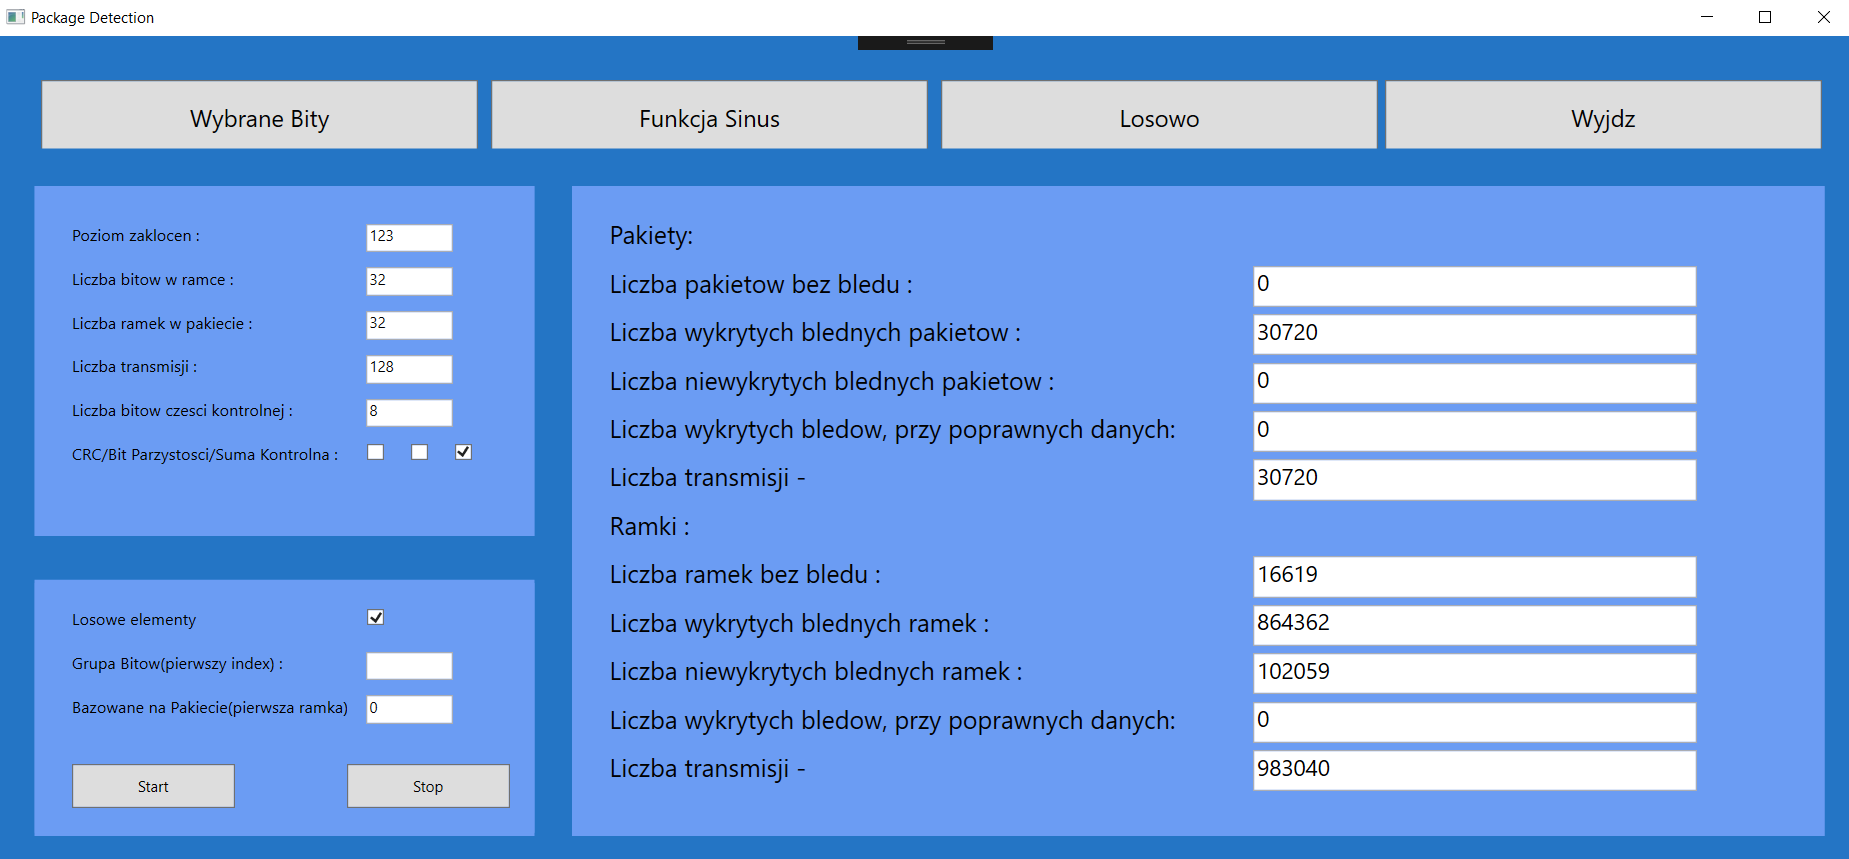 Package Detection
Wybrane Bity
Funkcja Sinus
Losowo
Wyjdz
Poziom zaklocen : 123
Liczba bitow w ramce : 32
Liczba ramek w pakiecie : 32
Liczba transmisji : 128
Liczba bitow czesci kontrolnej : 8
CRC/Bit Parzystosci/Suma Kontrolna :
Losowe elementy
Grupa Bitow(pierwszy index) :
Bazowane na Pakiecie(pierwsza ramka) 0
Start
Stop
Pakiety:
Liczba pakietow bez bledu : 0
Liczba wykrytych blednych pakietow : 30720
Liczba niewykrytych blednych pakietow : 0
Liczba wykrytych bledow, przy poprawnych danych: 0
Liczba transmisji - 30720
Ramki :
Liczba ramek bez bledu : 16619
Liczba wykrytych blednych ramek : 864362
Liczba niewykrytych blednych ramek : 102059
Liczba wykrytych bledow, przy poprawnych danych: 0
Liczba transmisji - 983040